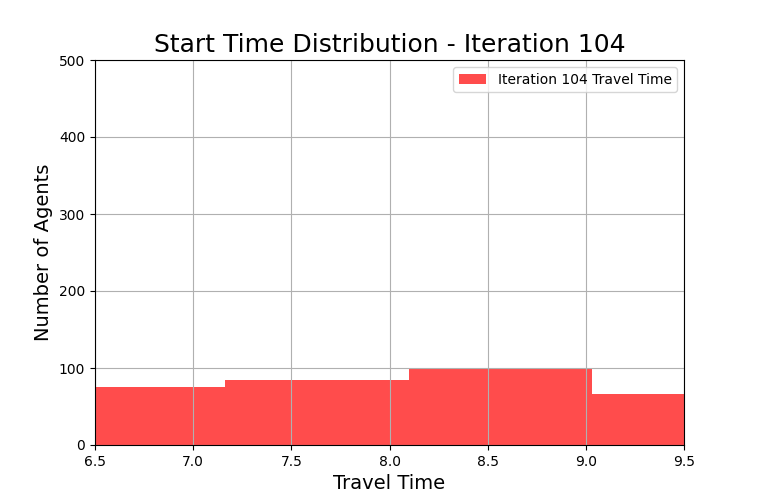 Start Time Distribution - Iteration 104
500
Iteration 104 Travel Time
400
300
200
100
0
Number of Agents
6.5 7.0 7.5 8.0 8.5 9.0 9.5
Travel Time